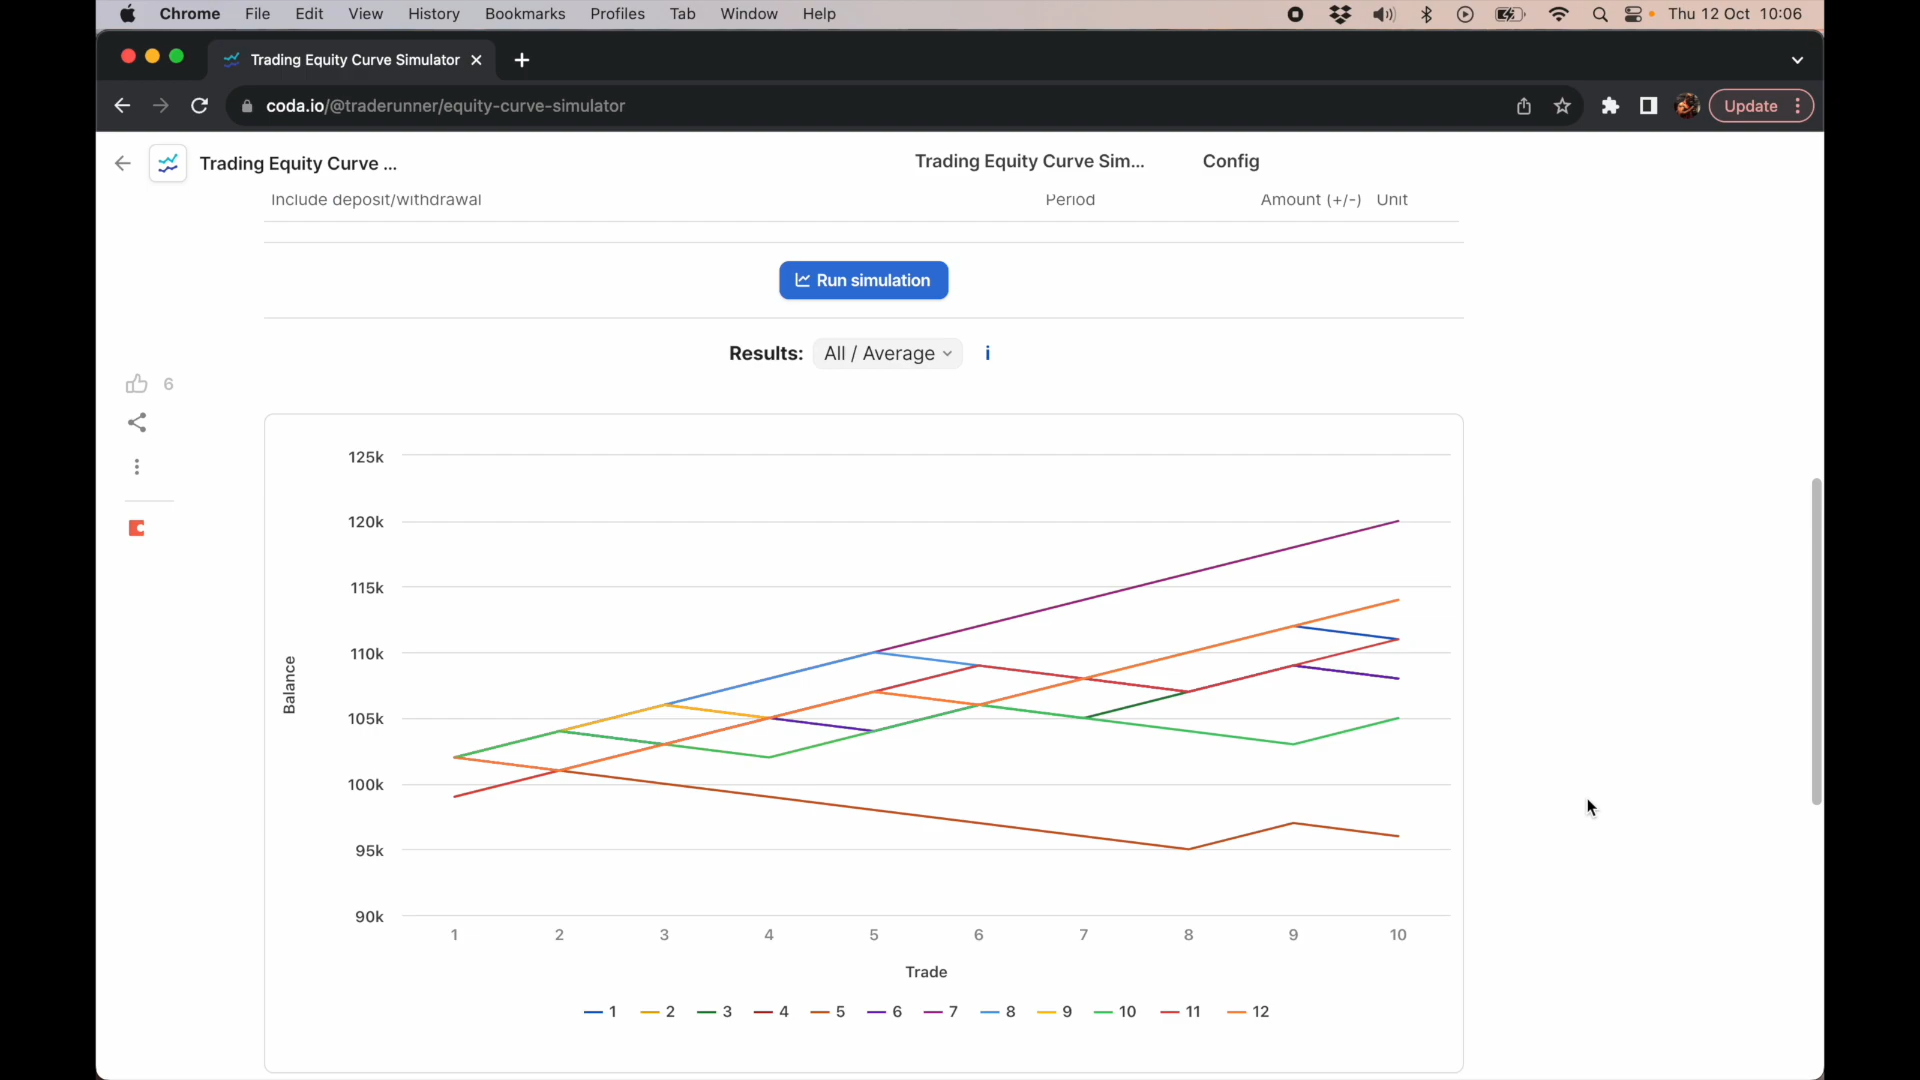 Chrome File Edit View History Bookmarks Profiles Tab Window Help Thu 12 Oct 10:06
Trading Equity Curve Simulator
coda.io/@traderunner/equity-curve-simulator Update
Trading Equity Curve ... Trading Equity Curve Sim... Config
Include deposit/withdrawal Period Amount (+/-) Unit
Run simulation
Results: All / Average i
6
125k
120k
115k
110k
105k
100k
95k
90k
Balance
1 2 3 4 5 6 7 8 9 10
Trade
1 2 3 4 5 6 7 8 9 10 11 12